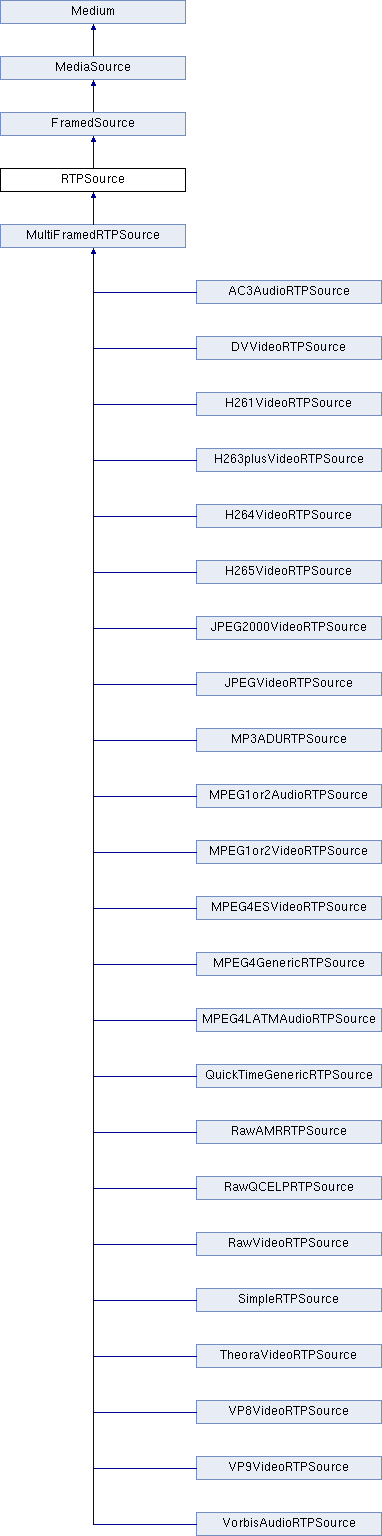 Medium
MediaSource
FramedSource
RTPSource
MultiFramedRTPSource
AC3AudioRTPSource
DVVideoRTPSource
H261VideoRTPSource
H263plusVideoRTPSource
H264VideoRTPSource
H265VideoRTPSource
JPEG2000VideoRTPSource
JPEGVideoRTPSource
MP3ADURTPSource
MPEG1or2AudioRTPSource
MPEG1or2VideoRTPSource
MPEG4ESVideoRTPSource
MPEG4GenericRTPSource
MPEG4LATMAudioRTPSource
QuickTimeGenericRTPSource
RawAMRRTPSource
RawQCELPRTPSource
RawVideoRTPSource
SimpleRTPSource
TheoraVideoRTPSource
VP8VideoRTPSource
VP9VideoRTPSource
VorbisAudioRTPSource